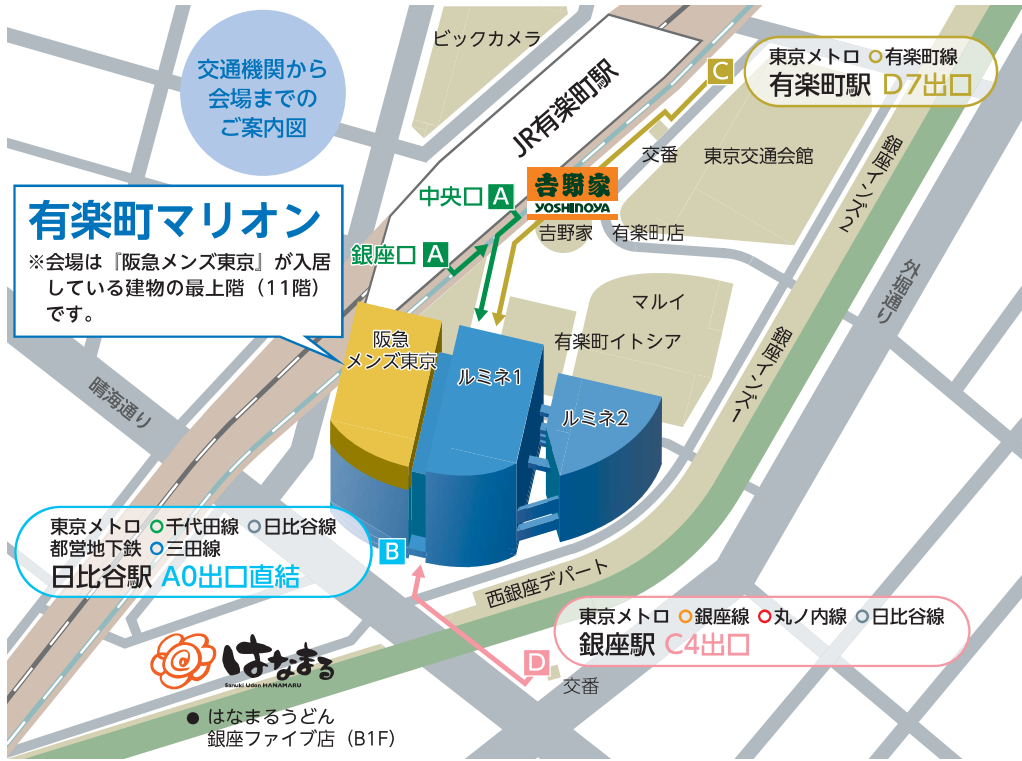 交通機関から
会場までの
ご案内図
ビックカメラ
JR有楽町駅
C
東京メトロ 有楽町線
有楽町駅 D7出口
交番
東京交通会館
銀座インズ2
中央口 A
吉野家
YOSHINOYA
吉野家 有楽町店
銀座口 A
有楽町マリオン
※会場は『阪急メンズ東京』が入居
している建物の最上階（11階）
です。
外堀通り
マルイ
有楽町イトシア
銀座インズ1
阪急
メンズ東京
ルミネ1
ルミネ2
晴海通り
東京メトロ 千代田線 日比谷線
都営地下鉄 三田線
日比谷駅 A0出口直結
B
西銀座デパート
東京メトロ 銀座線 丸ノ内線 日比谷線
銀座駅 C4出口
D
交番
はなまる
Sanuki Udon HANAMARU
● はなまるうどん
銀座ファイブ店（B1F）